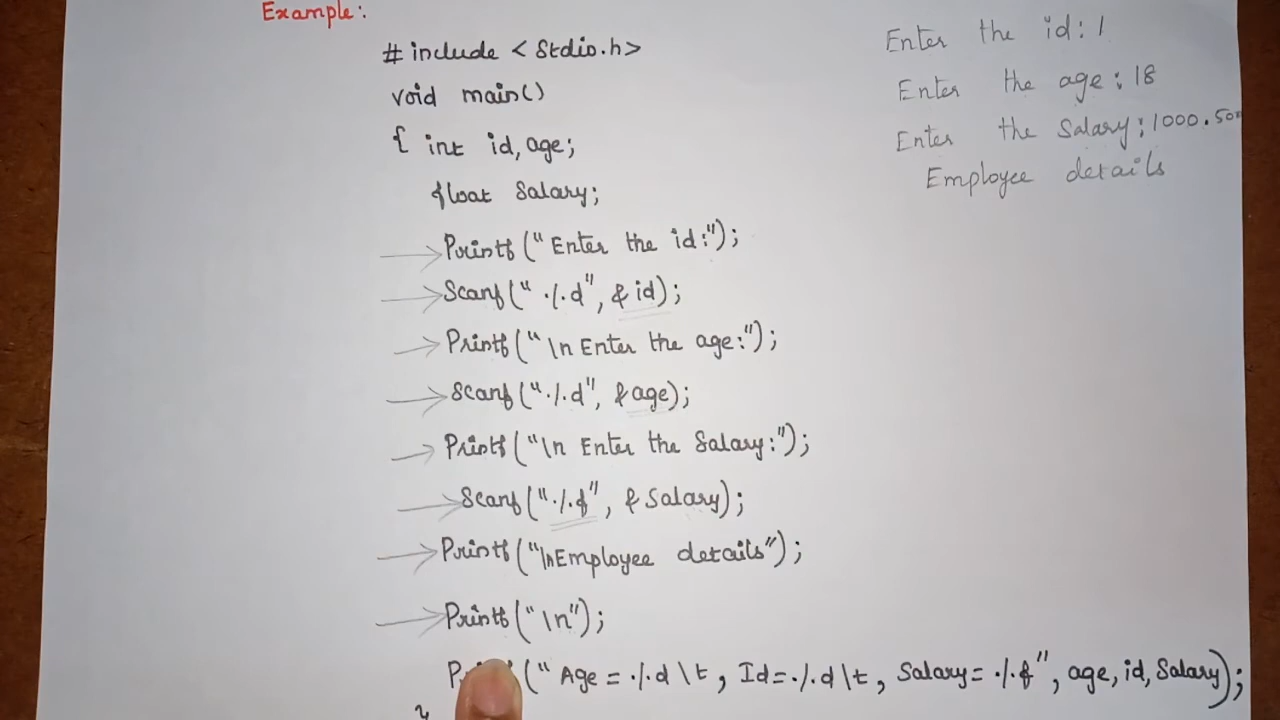 Example:
# include < Stdio.h>
void main()
{ int id, age;
float Salary;
Printf ("Enter the id:");
Scanf (" %d", & id);
Printf ("\n Enter the age:");
Scanf ("%d", & age);
Printf ("\n Enter the Salary:");
Scanf ("%f", & Salary);
Printf ("\nEmployee details");
Printf ("\n");
("Age = %d \t, Id = %d \t, Salary = %f", age, id, Salary);
}
Enter the id: 1
Enter the age: 18
Enter the Salary: 1000.500
Employee details